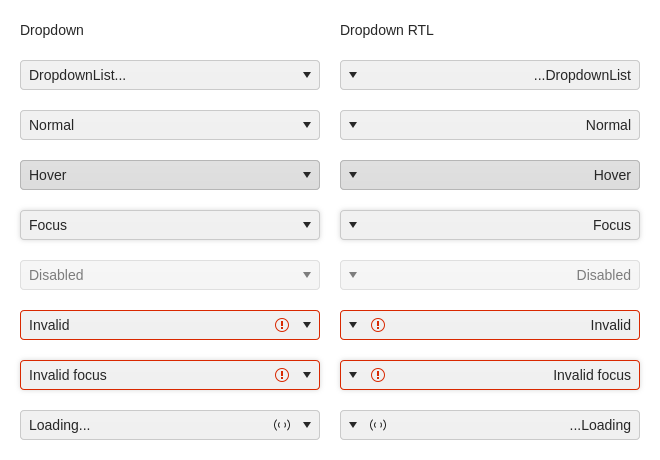 Dropdown
DropdownList...
Normal
Hover
Focus
Disabled
Invalid
Invalid focus
Loading...
Dropdown RTL
...DropdownList
Normal
Hover
Focus
Disabled
Invalid
Invalid focus
...Loading